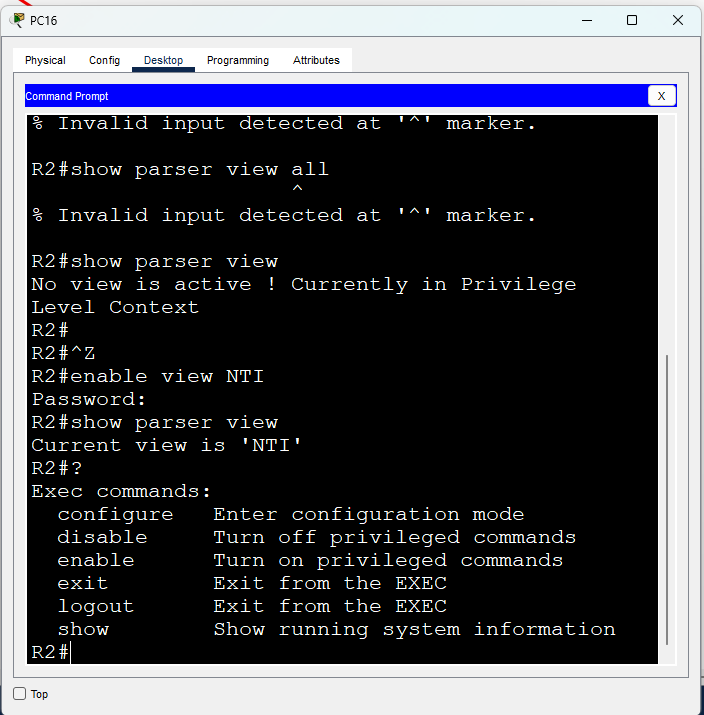 PC16
Physical Config Desktop Programming Attributes
Command Prompt X
% Invalid input detected at '^' marker.
R2#show parser view all
^
% Invalid input detected at '^' marker.
R2#show parser view
No view is active ! Currently in Privilege
Level Context
R2#
R2#^Z
R2#enable view NTI
Password:
R2#show parser view
Current view is 'NTI'
R2#?
Exec commands:
configure Enter configuration mode
disable Turn off privileged commands
enable Turn on privileged commands
exit Exit from the EXEC
logout Exit from the EXEC
show Show running system information
R2#
Top